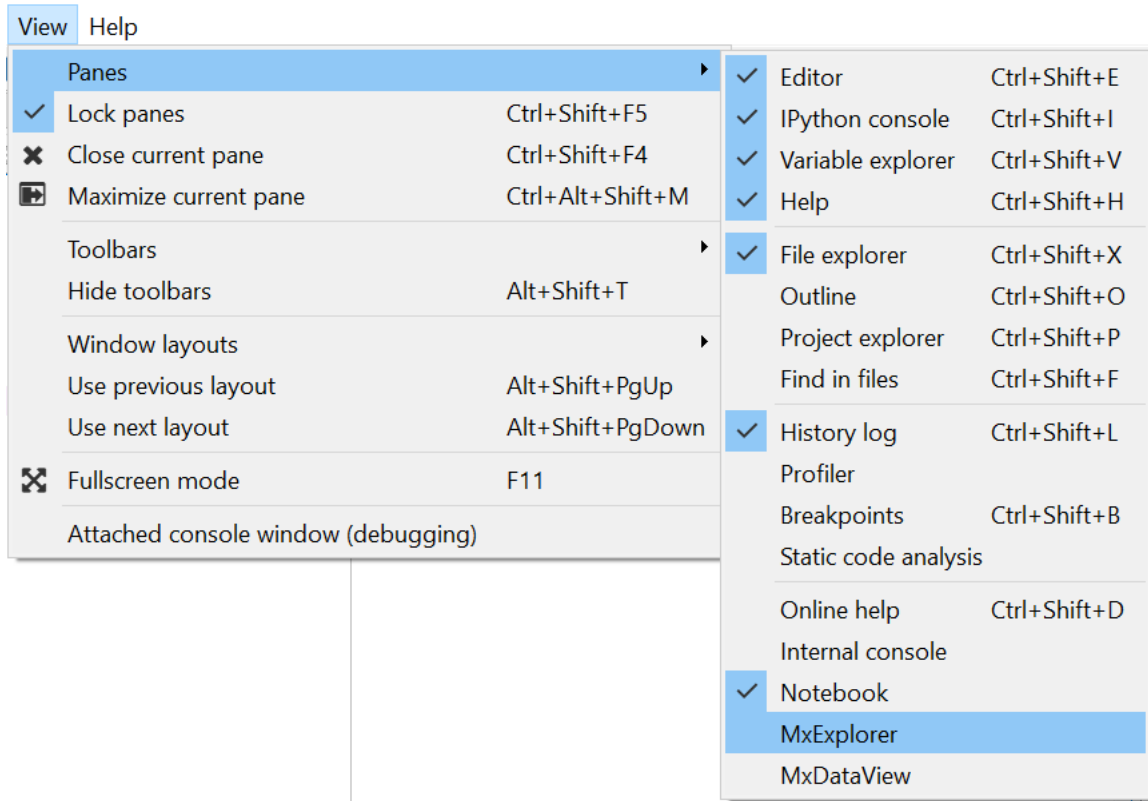 View Help
Panes
Lock panes Ctrl+Shift+F5
Close current pane Ctrl+Shift+F4
Maximize current pane Ctrl+Alt+Shift+M
Toolbars
Hide toolbars Alt+Shift+T
Window layouts
Use previous layout Alt+Shift+PgUp
Use next layout Alt+Shift+PgDown
Fullscreen mode F11
Attached console window (debugging)
Editor Ctrl+Shift+E
IPython console Ctrl+Shift+I
Variable explorer Ctrl+Shift+V
Help Ctrl+Shift+H
File explorer Ctrl+Shift+X
Outline Ctrl+Shift+O
Project explorer Ctrl+Shift+P
Find in files Ctrl+Shift+F
History log Ctrl+Shift+L
Profiler
Breakpoints Ctrl+Shift+B
Static code analysis
Online help Ctrl+Shift+D
Internal console
Notebook
MxExplorer
MxDataView